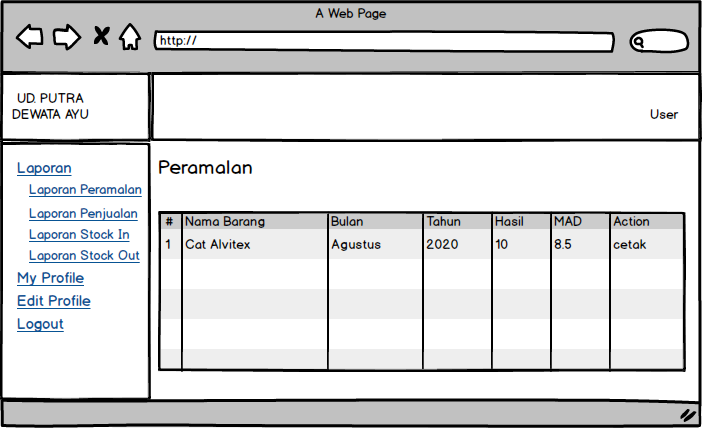 A Web Page
http://
UD. PUTRA
DEWATA AYU
User
Laporan
Laporan Peramalan
Laporan Penjualan
Laporan Stock In
Laporan Stock Out
My Profile
Edit Profile
Logout
Peramalan
# Nama Barang Bulan Tahun Hasil MAD Action
1 Cat Alvitex Agustus 2020 10 8.5 cetak